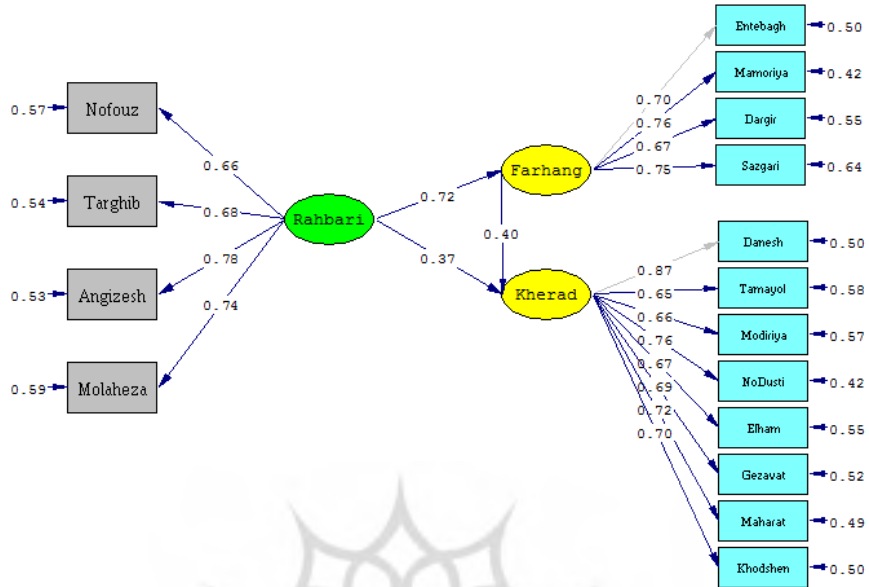 Nofouz
Targhib
Angizesh
Molaheza
0.57
0.54
0.53
0.59
0.66
0.68
0.78
0.74
Rahbari
0.72
0.37
0.40
Farhang
Kherad
0.70
0.76
0.67
0.75
0.87
0.65
0.66
0.76
0.67
0.69
0.72
0.70
Entebagh
0.50
Mamoriya
0.42
Dargir
0.55
Sazgari
0.64
Danesh
0.50
Tamayol
0.58
Modiriya
0.57
NoDusti
0.42
Elham
0.55
Gezavat
0.52
Maharat
0.49
Khodshen
0.50